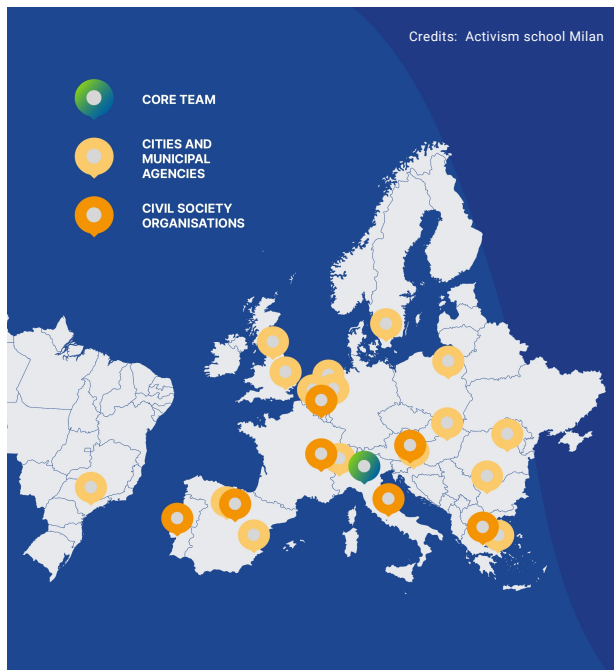 Credits: Activism school Milan
CORE TEAM
CITIES AND
MUNICIPAL
AGENCIES
CIVIL SOCIETY
ORGANISATIONS